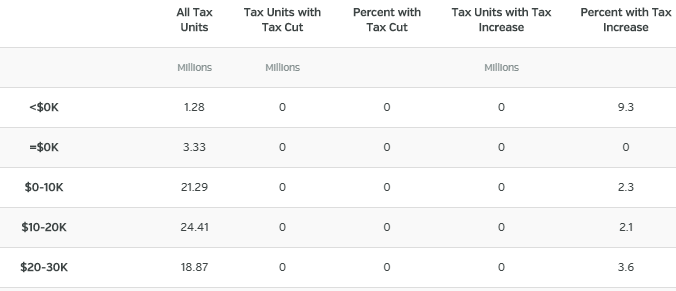 All Tax Units Tax Units with Tax Cut Percent with Tax Cut Tax Units with Tax Increase Percent with Tax Increase
Millions Millions Millions
<$0K 1.28 0 0 0 9.3
=$0K 3.33 0 0 0 0
$0-10K 21.29 0 0 0 2.3
$10-20K 24.41 0 0 0 2.1
$20-30K 18.87 0 0 0 3.6